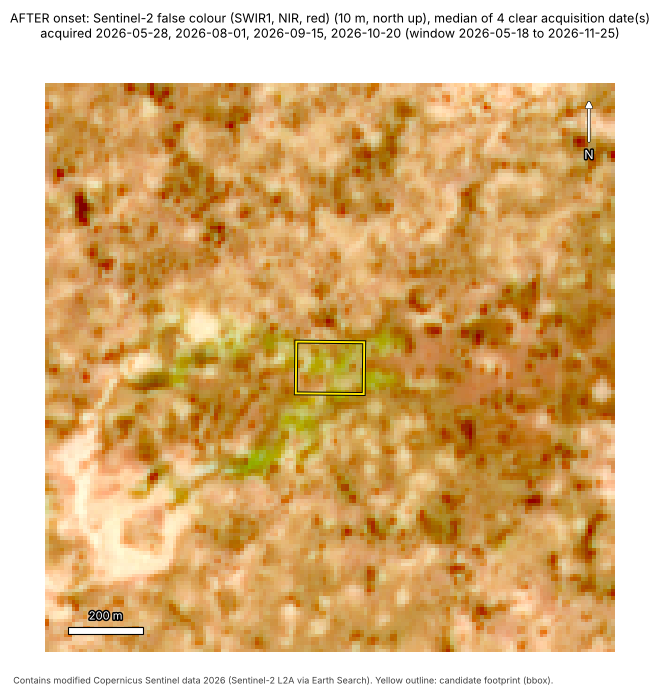 AFTER onset: Sentinel-2 false colour (SWIR1, NIR, red) (10 m, north up), median of 4 clear acquisition date(s)
acquired 2026-05-28, 2026-08-01, 2026-09-15, 2026-10-20 (window 2026-05-18 to 2026-11-25)
N
200 m
Contains modified Copernicus Sentinel data 2026 (Sentinel-2 L2A via Earth Search). Yellow outline: candidate footprint (bbox).